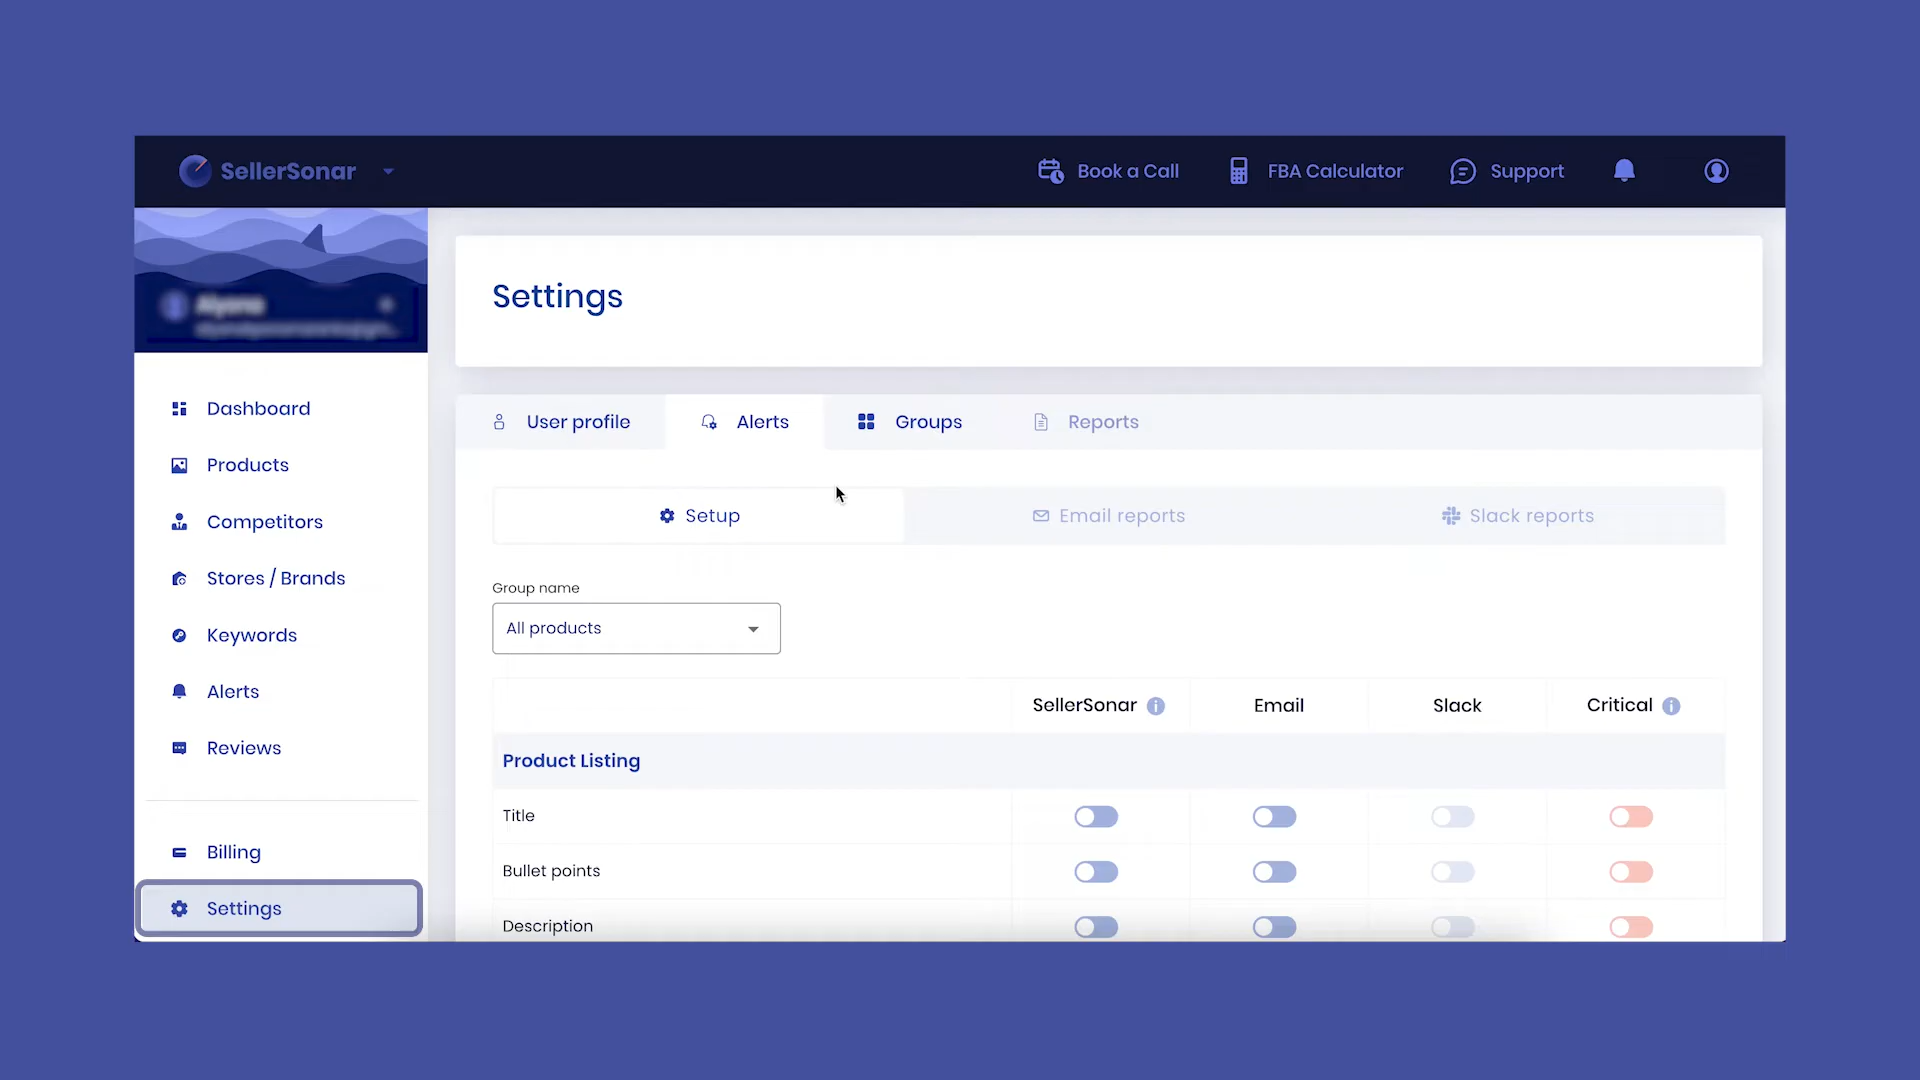 SellerSonar
Book a Call
FBA Calculator
Support
Dashboard
Products
Competitors
Stores / Brands
Keywords
Alerts
Reviews
Billing
Settings
Settings
User profile
Alerts
Groups
Reports
Setup
Email reports
Slack reports
Group name
All products
SellerSonar
Email
Slack
Critical
Product Listing
Title
Bullet points
Description